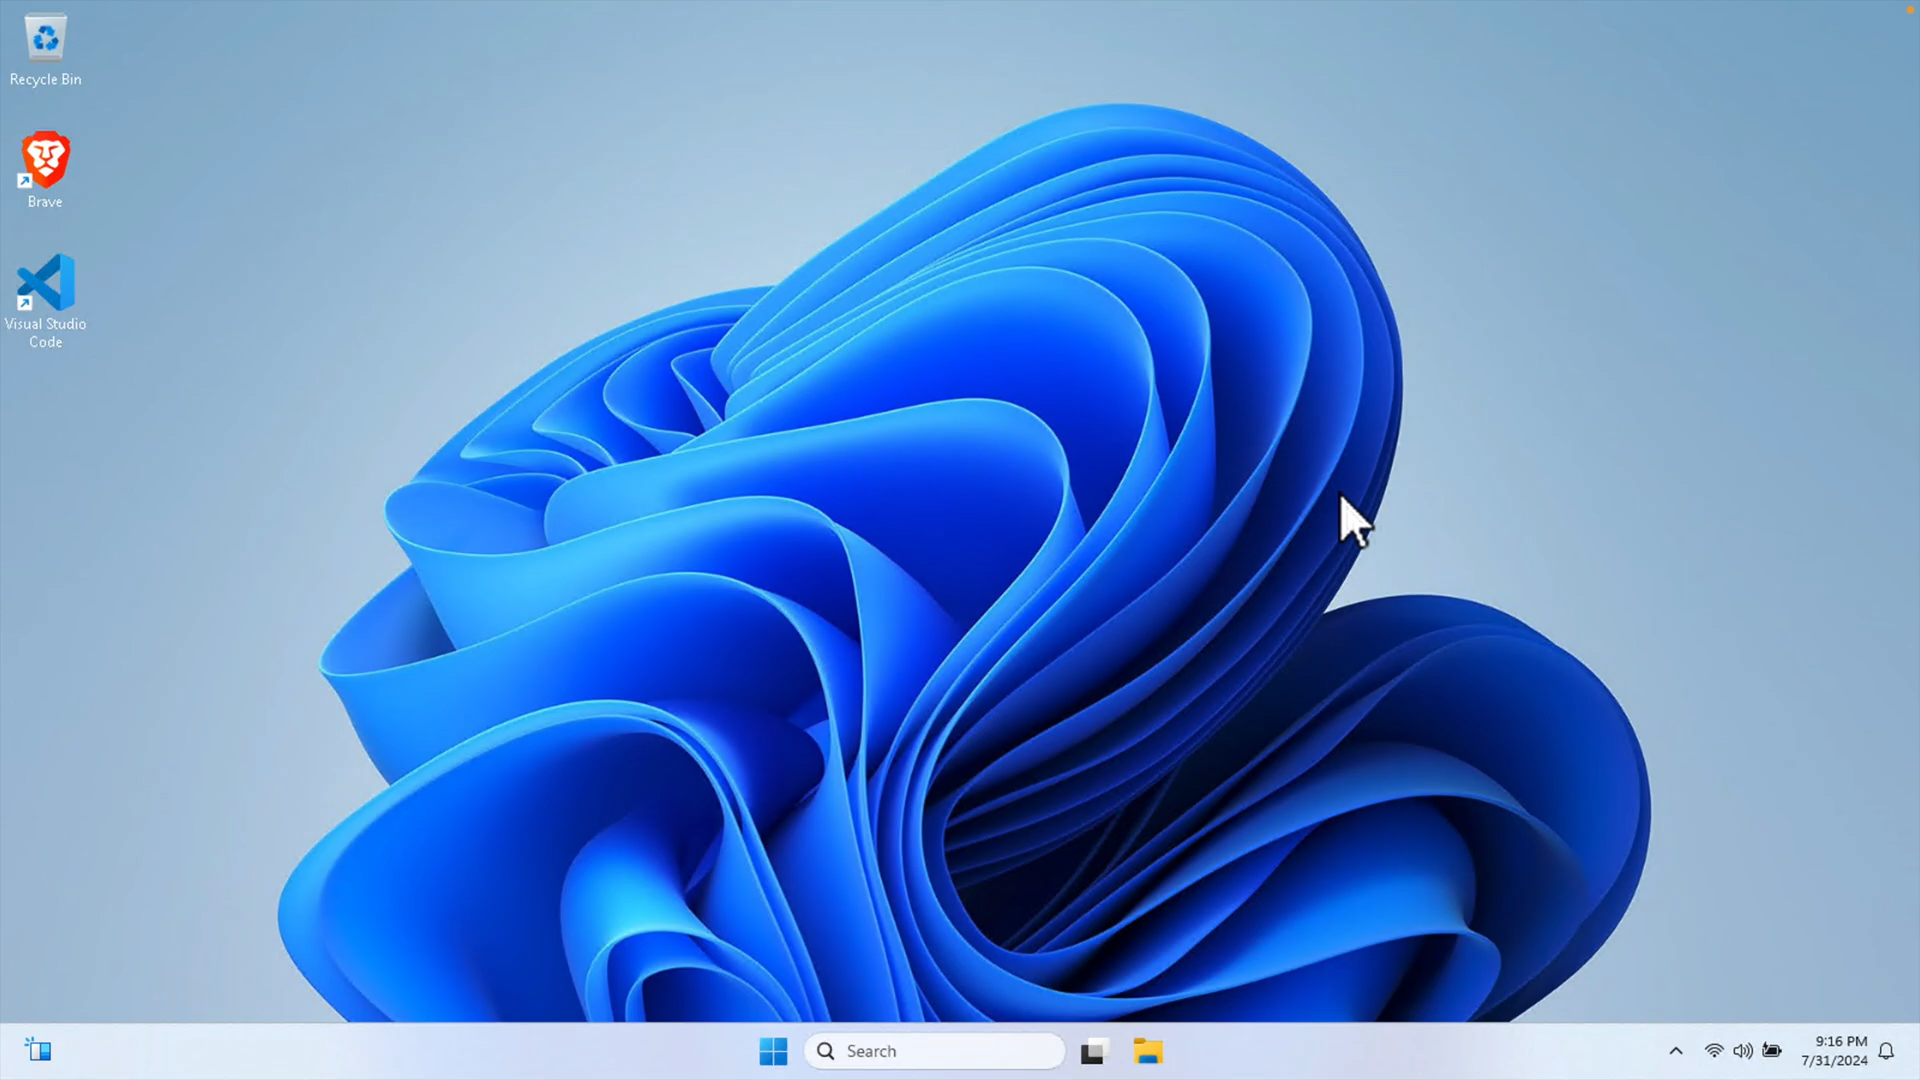 Recycle Bin
Brave
Visual Studio
Code
Search
9:16 PM
7/31/2024